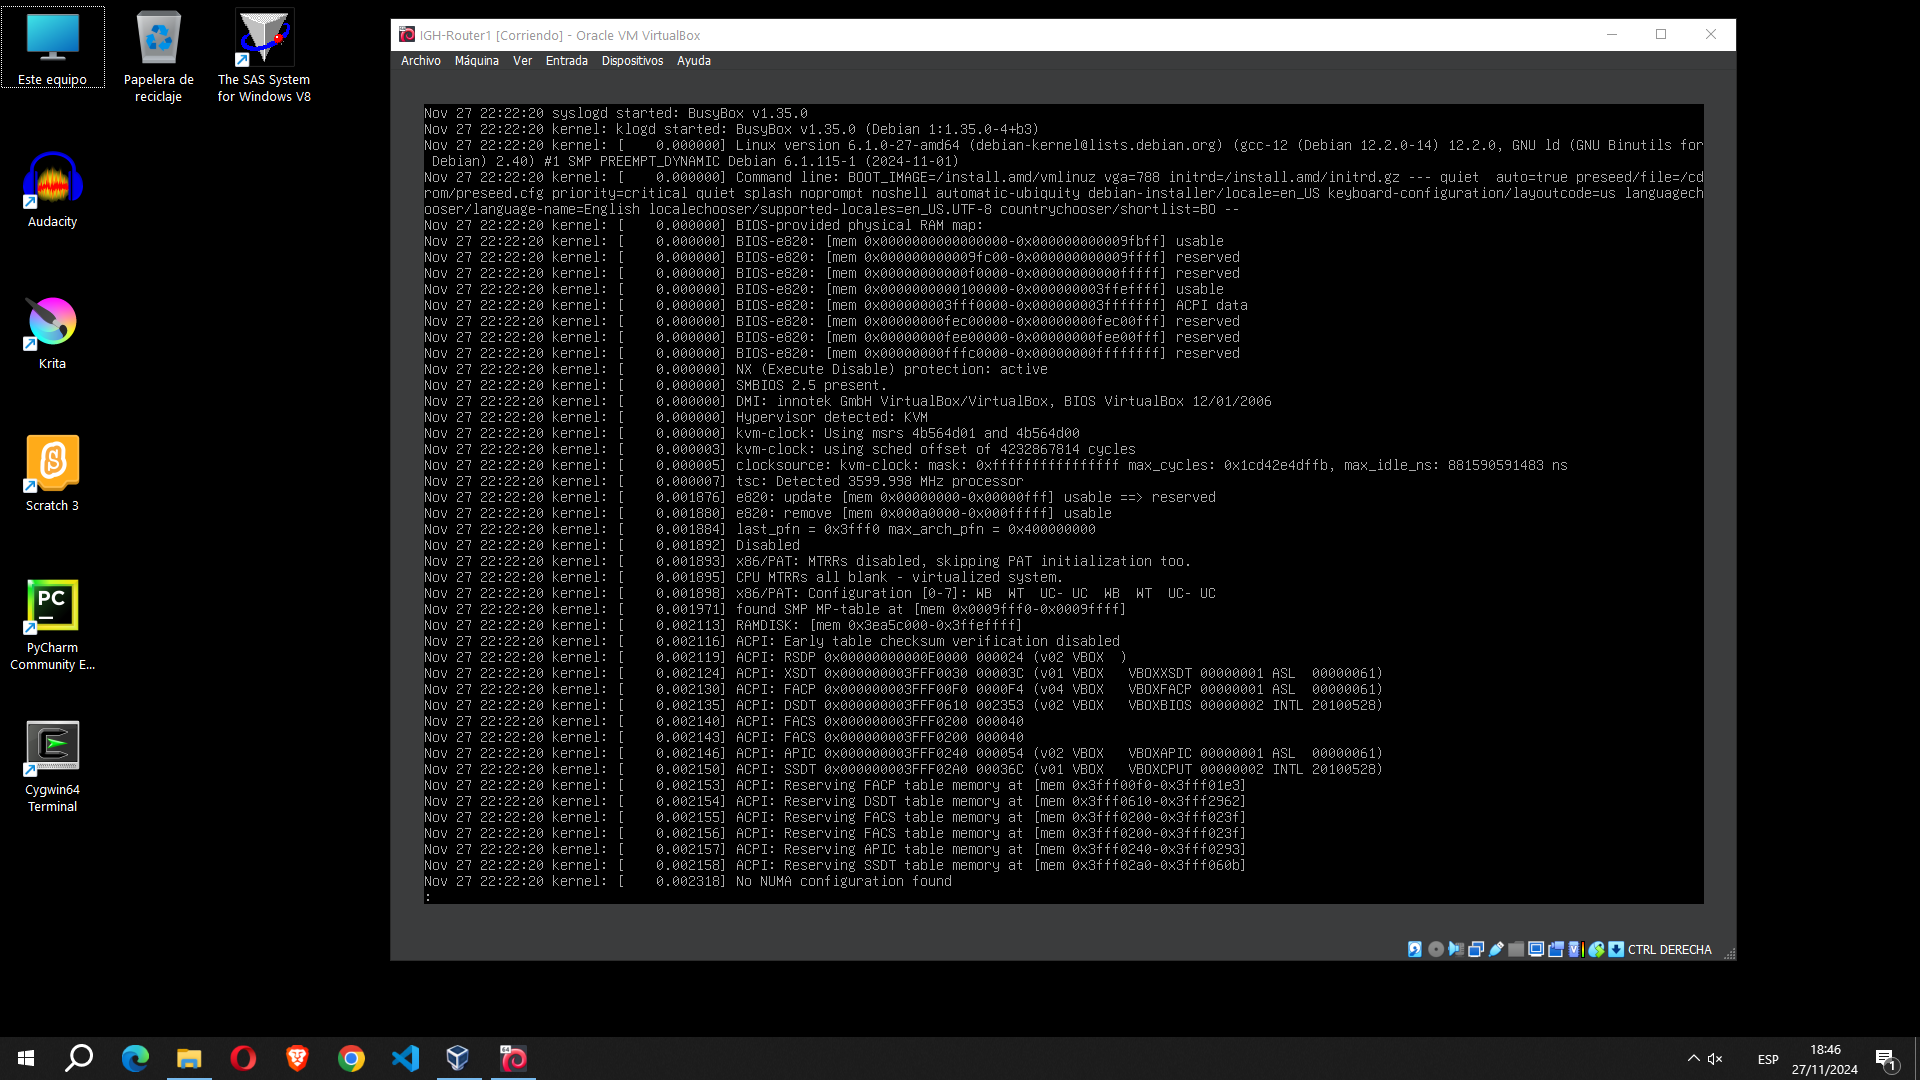 Este equipo
Papelera de
reciclaje
The SAS System
for Windows V8
Audacity
Krita
Scratch 3
PC
PyCharm
Community E...
Cygwin64
Terminal
IGH-Router1 [Corriendo] - Oracle VM VirtualBox
Archivo Máquina Ver Entrada Dispositivos Ayuda
Nov 27 22:22:20 syslogd started: BusyBox v1.35.0
Nov 27 22:22:20 kernel: klogd started: BusyBox v1.35.0 (Debian 1:1.35.0-4+b3)
Nov 27 22:22:20 kernel: [    0.000000] Linux version 6.1.0-27-amd64 (debian-kernel@lists.debian.org) (gcc-12 (Debian 12.2.0-14) 12.2.0, GNU ld (GNU Binutils for
 Debian) 2.40) #1 SMP PREEMPT_DYNAMIC Debian 6.1.115-1 (2024-11-01)
Nov 27 22:22:20 kernel: [    0.000000] Command line: BOOT_IMAGE=/install.amd/vmlinuz vga=788 initrd=/install.amd/initrd.gz --- quiet  auto=true preseed/file=/cd
rom/preseed.cfg priority=critical quiet splash noprompt noshell automatic-ubiquity debian-installer/locale=en_US keyboard-configuration/layoutcode=us languagech
ooser/language-name=English localechooser/supported-locales=en_US.UTF-8 countrychooser/shortlist=BO --
Nov 27 22:22:20 kernel: [    0.000000] BIOS-provided physical RAM map:
Nov 27 22:22:20 kernel: [    0.000000] BIOS-e820: [mem 0x0000000000000000-0x000000000009fbff] usable
Nov 27 22:22:20 kernel: [    0.000000] BIOS-e820: [mem 0x000000000009fc00-0x000000000009ffff] reserved
Nov 27 22:22:20 kernel: [    0.000000] BIOS-e820: [mem 0x00000000000f0000-0x00000000000fffff] reserved
Nov 27 22:22:20 kernel: [    0.000000] BIOS-e820: [mem 0x0000000000100000-0x000000003ffeffff] usable
Nov 27 22:22:20 kernel: [    0.000000] BIOS-e820: [mem 0x000000003fff0000-0x000000003fffffff] ACPI data
Nov 27 22:22:20 kernel: [    0.000000] BIOS-e820: [mem 0x00000000fec00000-0x00000000fec00fff] reserved
Nov 27 22:22:20 kernel: [    0.000000] BIOS-e820: [mem 0x00000000fee00000-0x00000000fee00fff] reserved
Nov 27 22:22:20 kernel: [    0.000000] BIOS-e820: [mem 0x00000000fffc0000-0x00000000ffffffff] reserved
Nov 27 22:22:20 kernel: [    0.000000] NX (Execute Disable) protection: active
Nov 27 22:22:20 kernel: [    0.000000] SMBIOS 2.5 present.
Nov 27 22:22:20 kernel: [    0.000000] DMI: innotek GmbH VirtualBox/VirtualBox, BIOS VirtualBox 12/01/2006
Nov 27 22:22:20 kernel: [    0.000000] Hypervisor detected: KVM
Nov 27 22:22:20 kernel: [    0.000000] kvm-clock: Using msrs 4b564d01 and 4b564d00
Nov 27 22:22:20 kernel: [    0.000003] kvm-clock: using sched offset of 4232867814 cycles
Nov 27 22:22:20 kernel: [    0.000005] clocksource: kvm-clock: mask: 0xffffffffffffffff max_cycles: 0x1cd42e4dffb, max_idle_ns: 881590591483 ns
Nov 27 22:22:20 kernel: [    0.000007] tsc: Detected 3599.998 MHz processor
Nov 27 22:22:20 kernel: [    0.001876] e820: update [mem 0x00000000-0x00000fff] usable ==> reserved
Nov 27 22:22:20 kernel: [    0.001880] e820: remove [mem 0x000a0000-0x000fffff] usable
Nov 27 22:22:20 kernel: [    0.001884] last_pfn = 0x3fff0 max_arch_pfn = 0x400000000
Nov 27 22:22:20 kernel: [    0.001892] Disabled
Nov 27 22:22:20 kernel: [    0.001893] x86/PAT: MTRRs disabled, skipping PAT initialization too.
Nov 27 22:22:20 kernel: [    0.001895] CPU MTRRs all blank - virtualized system.
Nov 27 22:22:20 kernel: [    0.001898] x86/PAT: Configuration [0-7]: WB  WT  UC- UC  WB  WT  UC- UC
Nov 27 22:22:20 kernel: [    0.001971] found SMP MP-table at [mem 0x0009fff0-0x0009ffff]
Nov 27 22:22:20 kernel: [    0.002113] RAMDISK: [mem 0x3ea5c000-0x3ffeffff]
Nov 27 22:22:20 kernel: [    0.002116] ACPI: Early table checksum verification disabled
Nov 27 22:22:20 kernel: [    0.002119] ACPI: RSDP 0x00000000000E0000 000024 (v02 VBOX  )
Nov 27 22:22:20 kernel: [    0.002124] ACPI: XSDT 0x000000003FFF0030 00003C (v01 VBOX   VBOXXSDT 00000001 ASL  00000061)
Nov 27 22:22:20 kernel: [    0.002130] ACPI: FACP 0x000000003FFF00F0 0000F4 (v04 VBOX   VBOXFACP 00000001 ASL  00000061)
Nov 27 22:22:20 kernel: [    0.002135] ACPI: DSDT 0x000000003FFF0610 002353 (v02 VBOX   VBOXBIOS 00000002 INTL 20100528)
Nov 27 22:22:20 kernel: [    0.002140] ACPI: FACS 0x000000003FFF0200 000040
Nov 27 22:22:20 kernel: [    0.002143] ACPI: FACS 0x000000003FFF0200 000040
Nov 27 22:22:20 kernel: [    0.002146] ACPI: APIC 0x000000003FFF0240 000054 (v02 VBOX   VBOXAPIC 00000001 ASL  00000061)
Nov 27 22:22:20 kernel: [    0.002150] ACPI: SSDT 0x000000003FFF02A0 00036C (v01 VBOX   VBOXCPUT 00000002 INTL 20100528)
Nov 27 22:22:20 kernel: [    0.002153] ACPI: Reserving FACP table memory at [mem 0x3fff00f0-0x3fff01e3]
Nov 27 22:22:20 kernel: [    0.002154] ACPI: Reserving DSDT table memory at [mem 0x3fff0610-0x3fff2962]
Nov 27 22:22:20 kernel: [    0.002155] ACPI: Reserving FACS table memory at [mem 0x3fff0200-0x3fff023f]
Nov 27 22:22:20 kernel: [    0.002156] ACPI: Reserving FACS table memory at [mem 0x3fff0200-0x3fff023f]
Nov 27 22:22:20 kernel: [    0.002157] ACPI: Reserving APIC table memory at [mem 0x3fff0240-0x3fff0293]
Nov 27 22:22:20 kernel: [    0.002158] ACPI: Reserving SSDT table memory at [mem 0x3fff02a0-0x3fff060b]
Nov 27 22:22:20 kernel: [    0.002318] No NUMA configuration found
:
CTRL DERECHA
ESP
18:46
27/11/2024
1